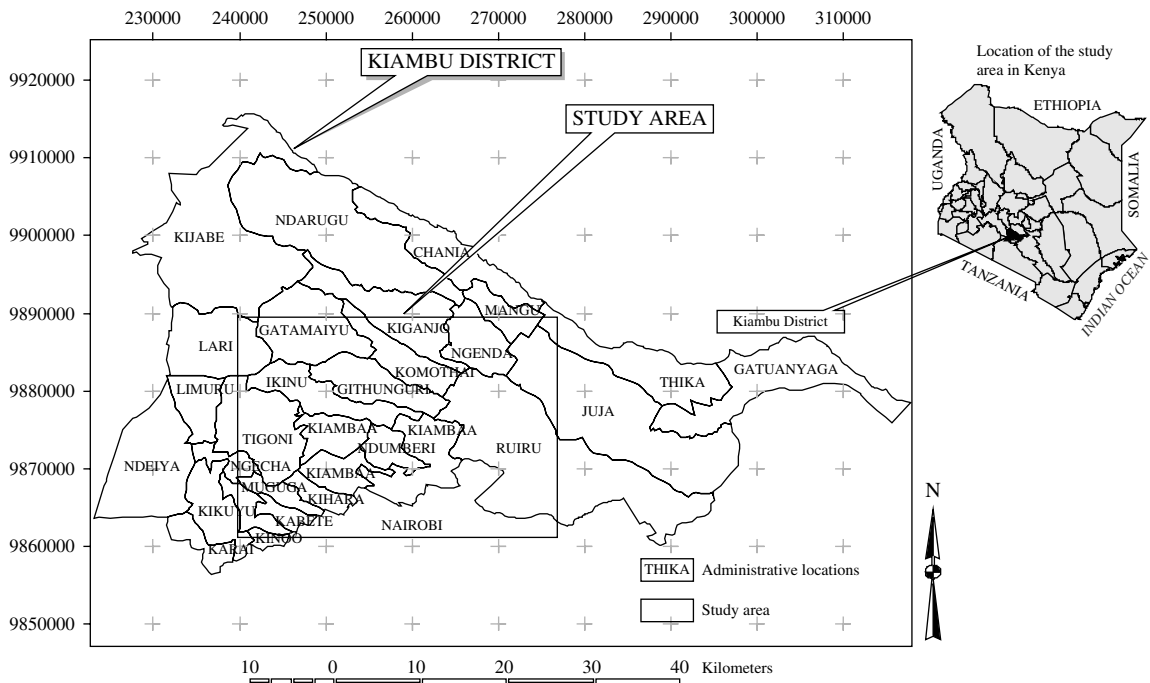 230000 240000 250000 260000 270000 280000 290000 300000 310000
9920000
9910000
9900000
9890000
9880000
9870000
9860000
9850000
KIAMBU DISTRICT
STUDY AREA
NDARUGU
KIJABE
CHANIA
MANGU
GATAMAIYU
KIGANJO
LARI
NGENDA
KOMOTHAI
GATUANYAGA
LIMURU
IKINU
GITHUNGURI
THIKA
JUJA
TIGONI
KIAMBAA
KIAMBAA
NDUMBERI
RUIRU
NDEIYA
NGECHA
KIAMBAA
MUGUGA
KIHARA
KIKUYU
KABETE
NAIROBI
KINOO
KARAI
THIKA Administrative locations
Study area
10 0 10 20 30 40 Kilometers
Location of the study
area in Kenya
ETHIOPIA
UGANDA
SOMALIA
TANZANIA
INDIAN OCEAN
Kiambu District
N